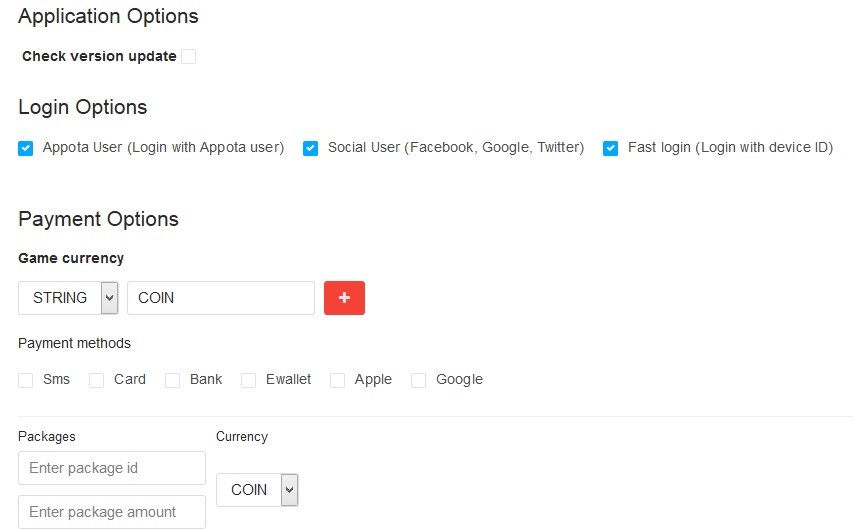 Application Options
Check version update
Login Options
Appota User (Login with Appota user) Social User (Facebook, Google, Twitter) Fast login (Login with device ID)
Payment Options
Game currency
STRING COIN +
Payment methods
Sms Card Bank Ewallet Apple Google
Packages Currency
Enter package id
COIN
Enter package amount